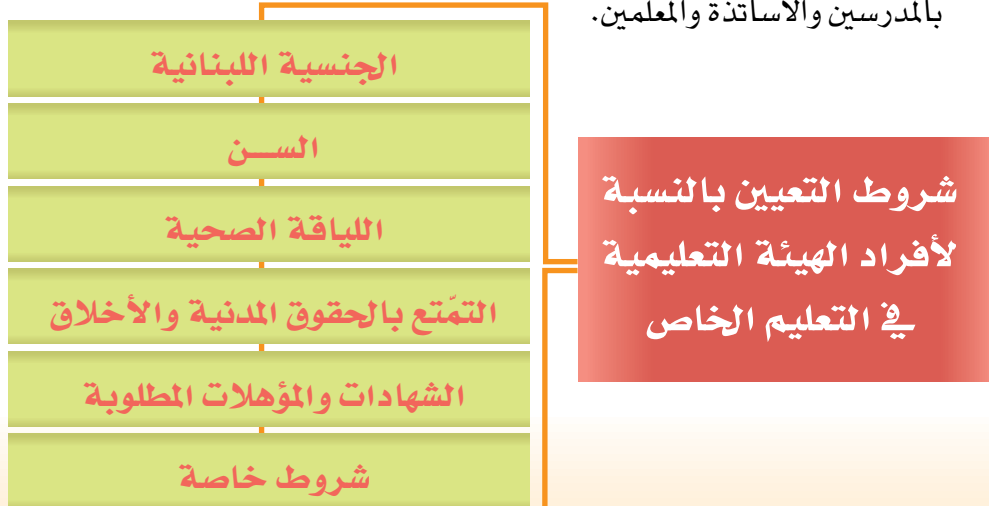 بالمدرسين والأساتذة والمعلمين.
شروط التعيين بالنسبة
لأفراد الهيئة التعليمية
في التعليم الخاص
الجنسية اللبنانية
الســن
اللياقة الصحية
التمّتع بالحقوق المدنية والأخلاق
الشهادات والمؤهلات المطلوبة
شروط خاصة